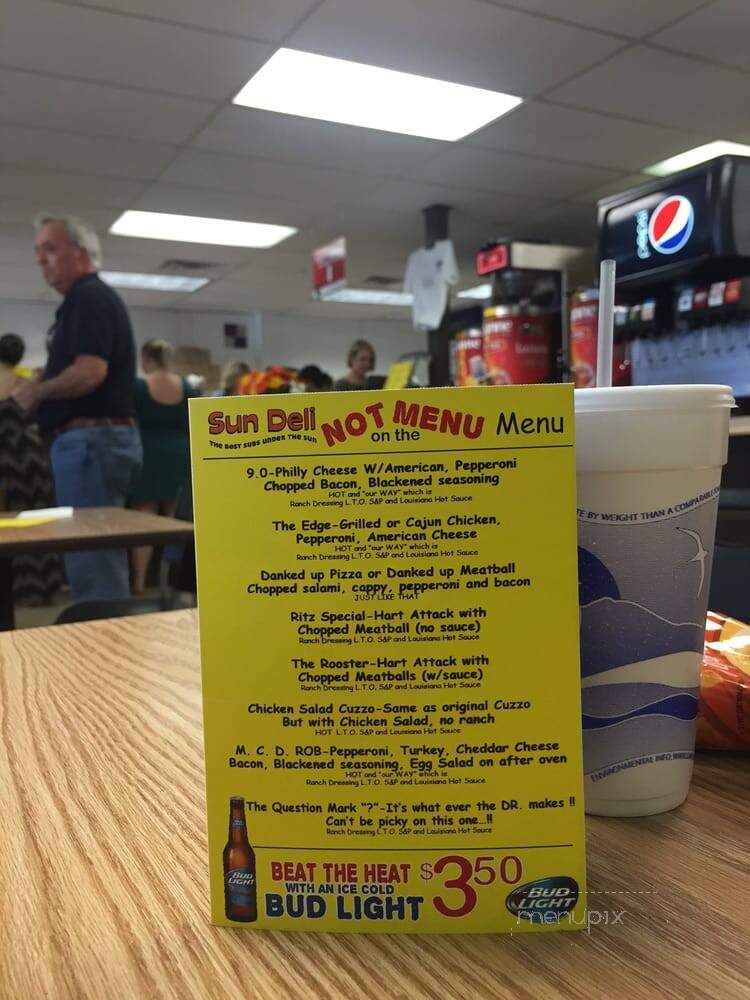 Sun Deli
THE BEST SUBS UNDER THE SUN
NOT MENU
on the
Menu
9.0-Philly Cheese W/American, Pepperoni
Chopped Bacon, Blackened seasoning
HOT and "our WAY" which is
Ranch Dressing L.T.O. S&P and Louisiana Hot Sauce
The Edge-Grilled or Cajun Chicken,
Pepperoni, American Cheese
HOT and "our WAY" which is
Ranch Dressing L.T.O. S&P and Louisiana Hot Sauce
Danked up Pizza or Danked up Meatball
Chopped salami, cappy, pepperoni and bacon
JUST LIKE THAT
Ritz Special-Hart Attack with
Chopped Meatball (no sauce)
Ranch Dressing L.T.O. S&P and Louisiana Hot Sauce
The Rooster-Hart Attack with
Chopped Meatballs (w/sauce)
Ranch Dressing L.T.O. S&P and Louisiana Hot Sauce
Chicken Salad Cuzzo-Same as original Cuzzo
But with Chicken Salad, no ranch
HOT L.T.O. S&P and Louisiana Hot Sauce
M. C. D. ROB-Pepperoni, Turkey, Cheddar Cheese
Bacon, Blackened seasoning, Egg Salad on after oven
HOT and "our WAY" which is
Ranch Dressing L.T.O. S&P and Louisiana Hot Sauce
The Question Mark "?"-It's what ever the DR. makes !!
Can't be picky on this one...!!
Ranch Dressing L.T.O. S&P and Louisiana Hot Sauce
BEAT THE HEAT
WITH AN ICE COLD
BUD LIGHT
$3.50
BUD LIGHT
BUD LIGHT
menupix
pepsi
BY WEIGHT THAN A COMPARABLE
ENVIRONMENTAL INFO: